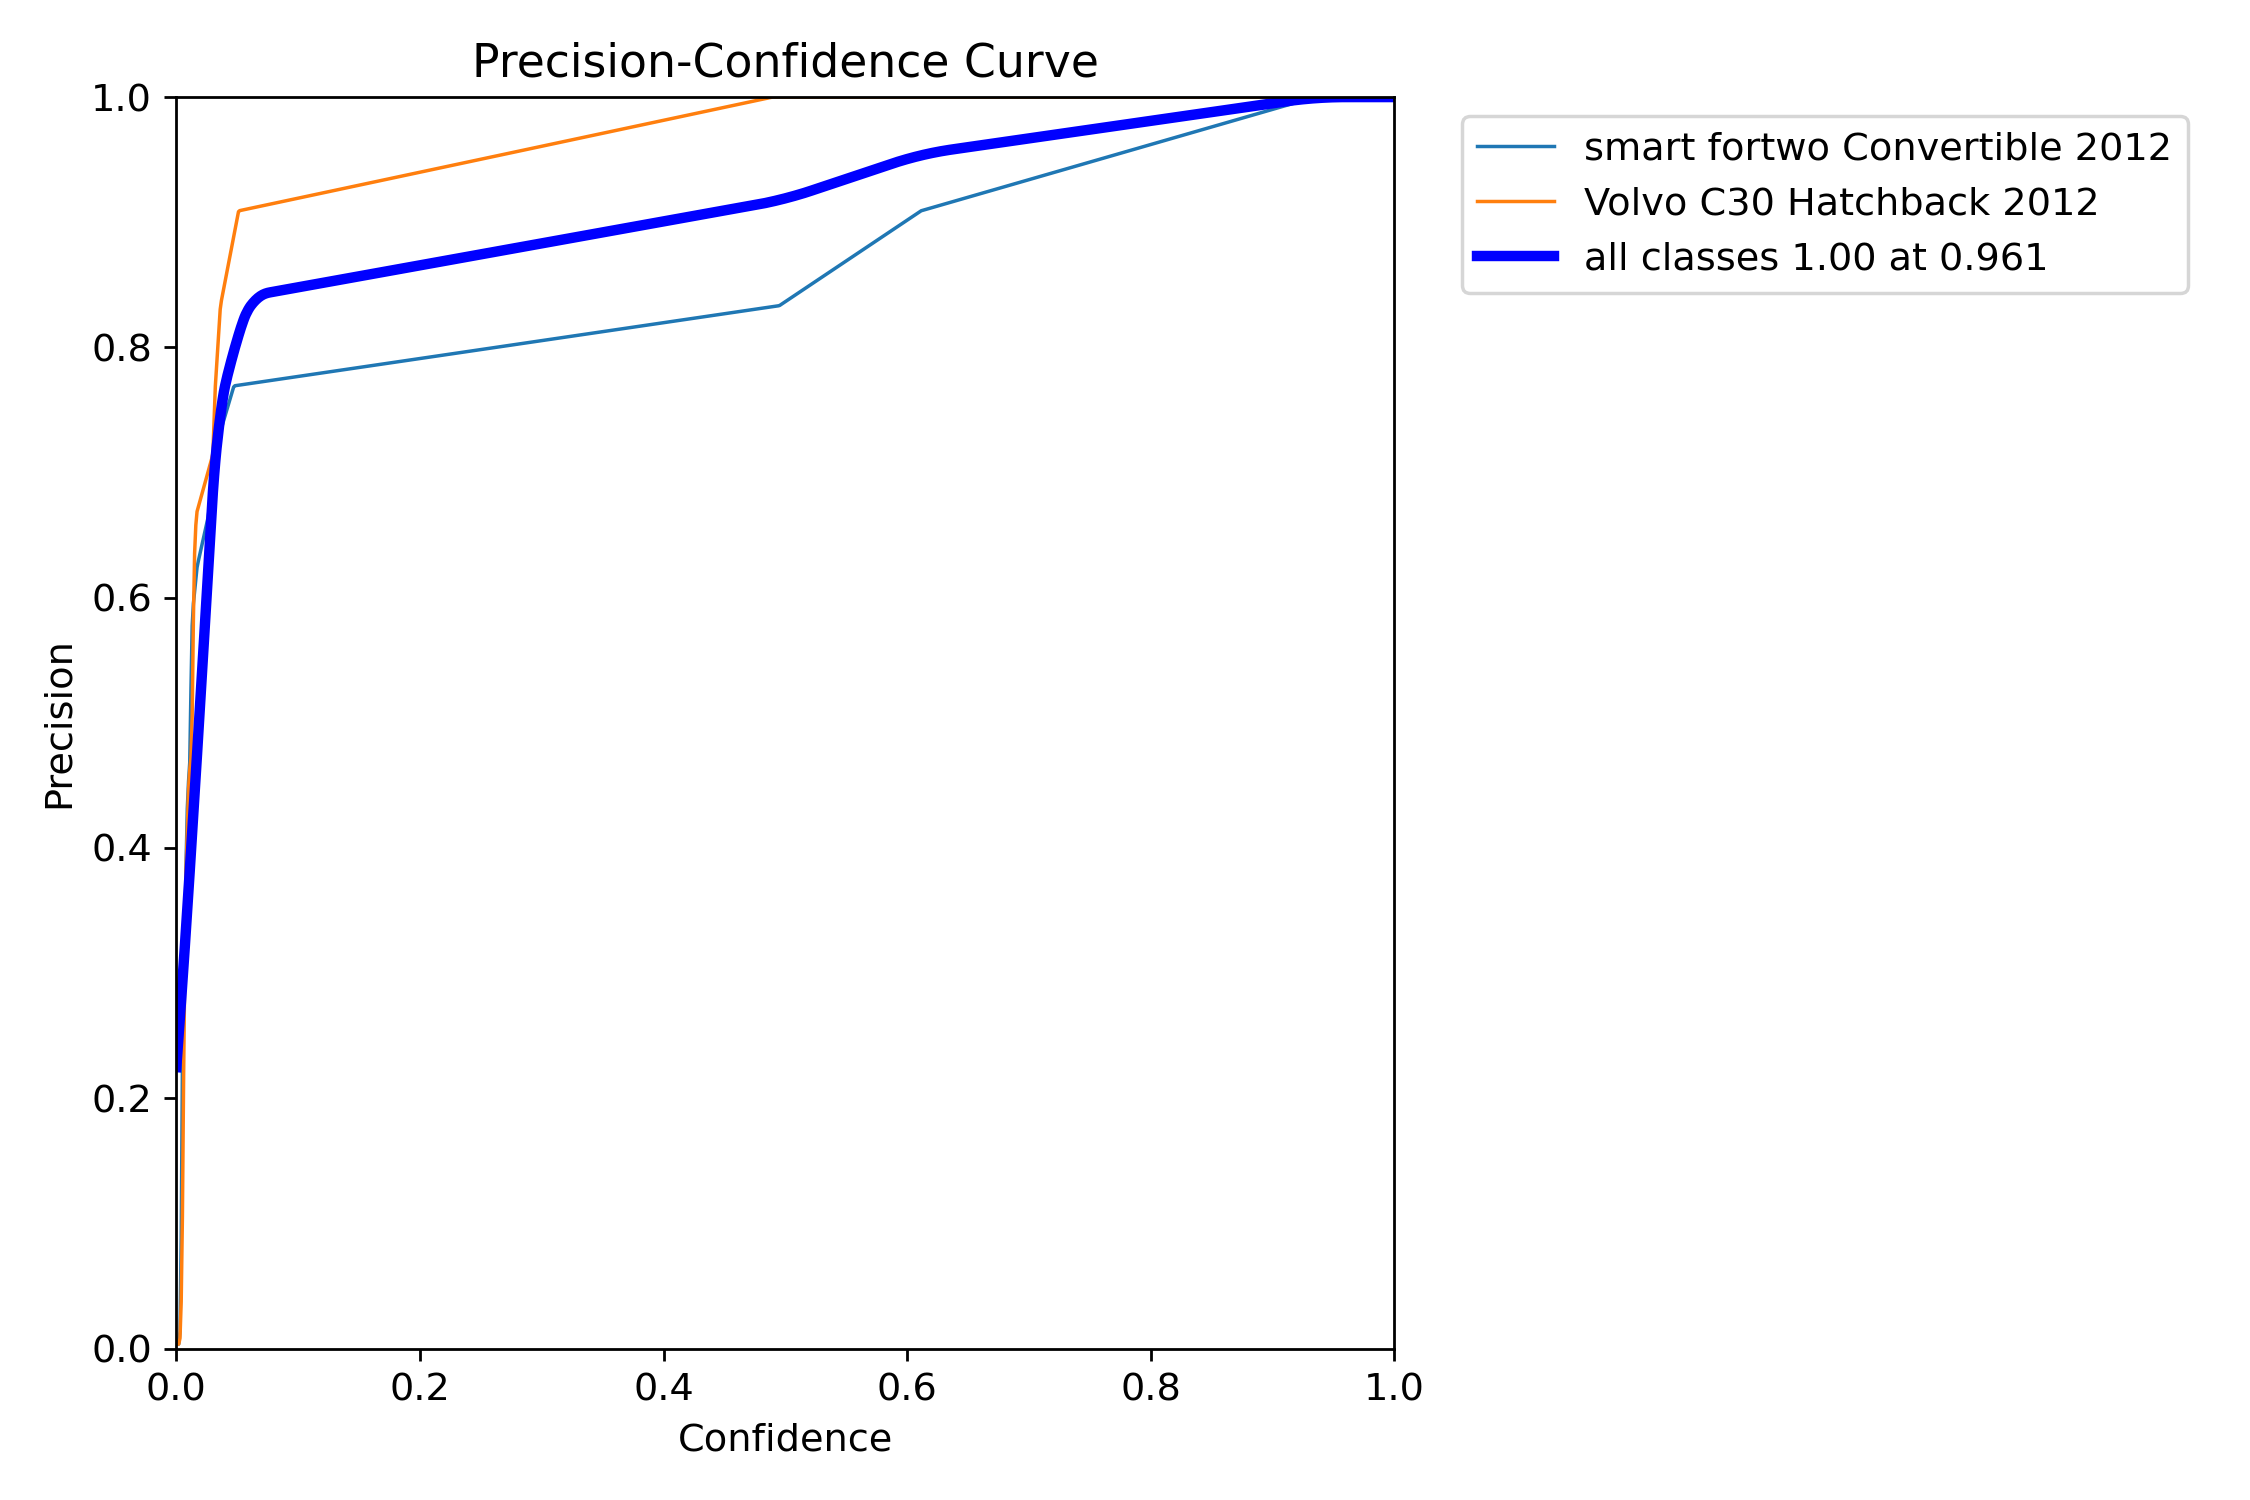 Precision-Confidence Curve
1.0
0.8
0.6
0.4
0.2
0.0
Precision
0.0 0.2 0.4 0.6 0.8 1.0
Confidence
smart fortwo Convertible 2012
Volvo C30 Hatchback 2012
all classes 1.00 at 0.961